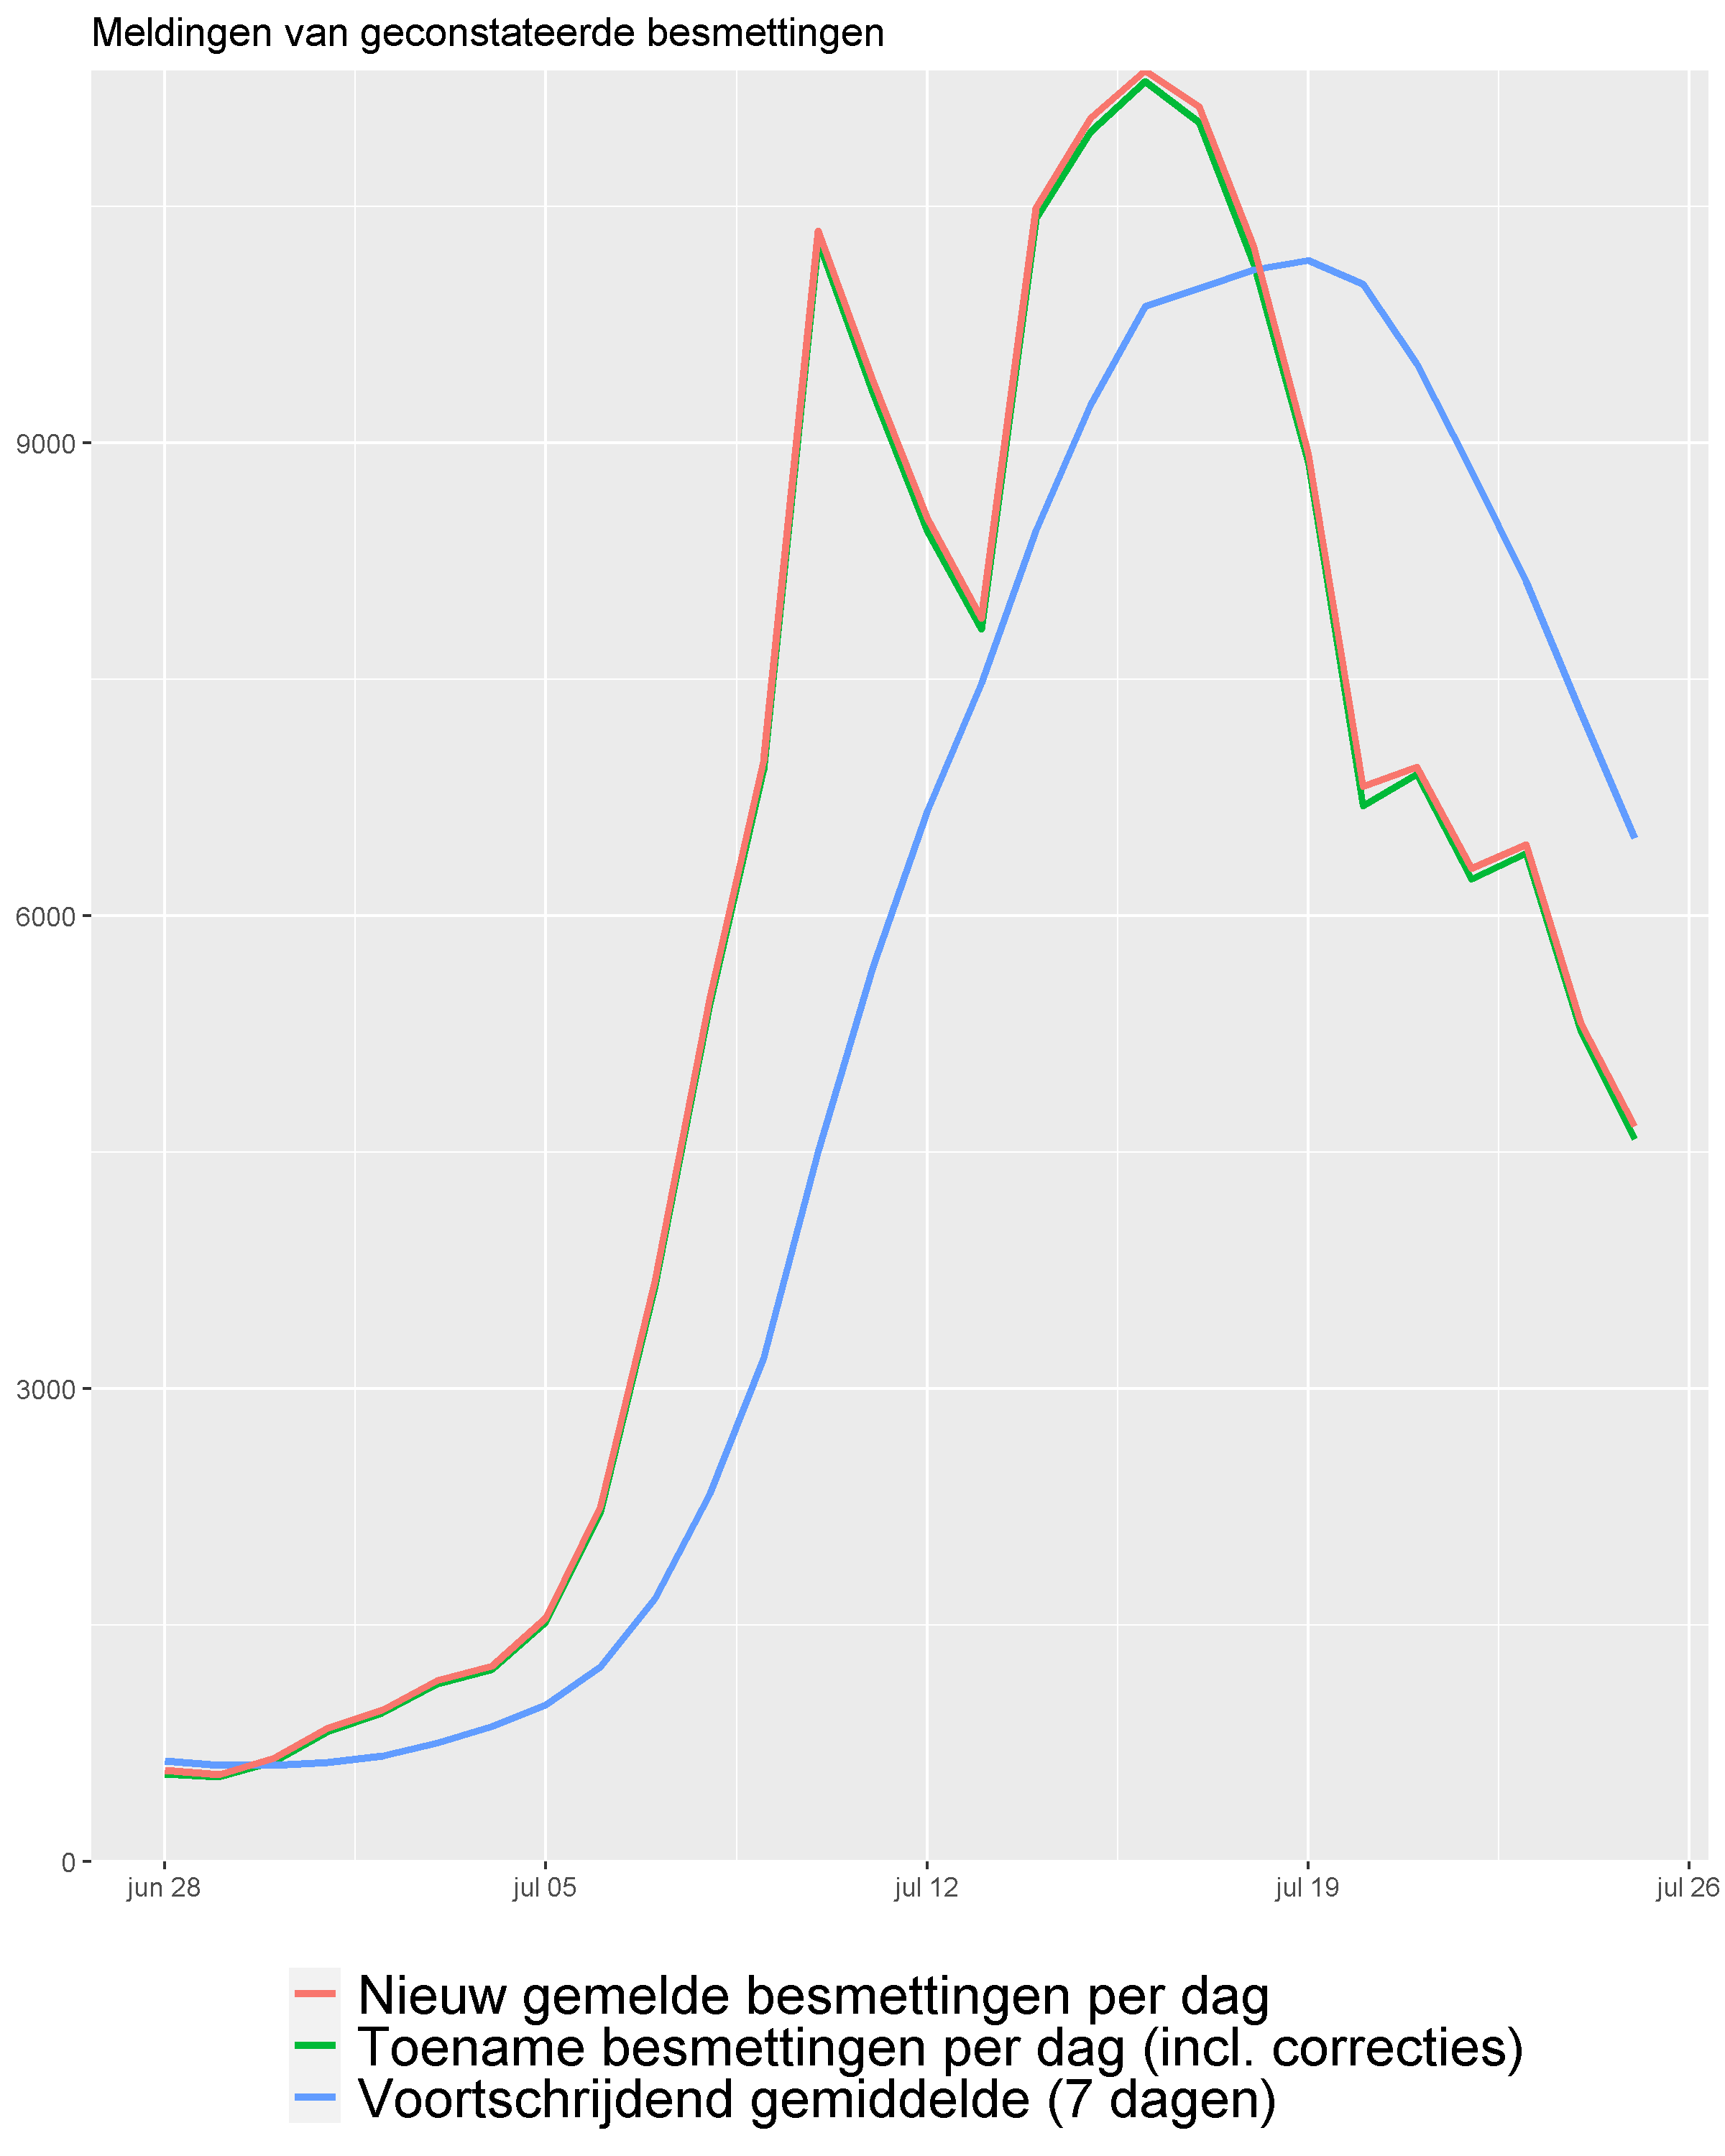 Meldingen van geconstateerde besmettingen
9000
6000
3000
0
jun 28
jul 05
jul 12
jul 19
jul 26
Nieuw gemelde besmettingen per dag
Toename besmettingen per dag (incl. correcties)
Voortschrijdend gemiddelde (7 dagen)